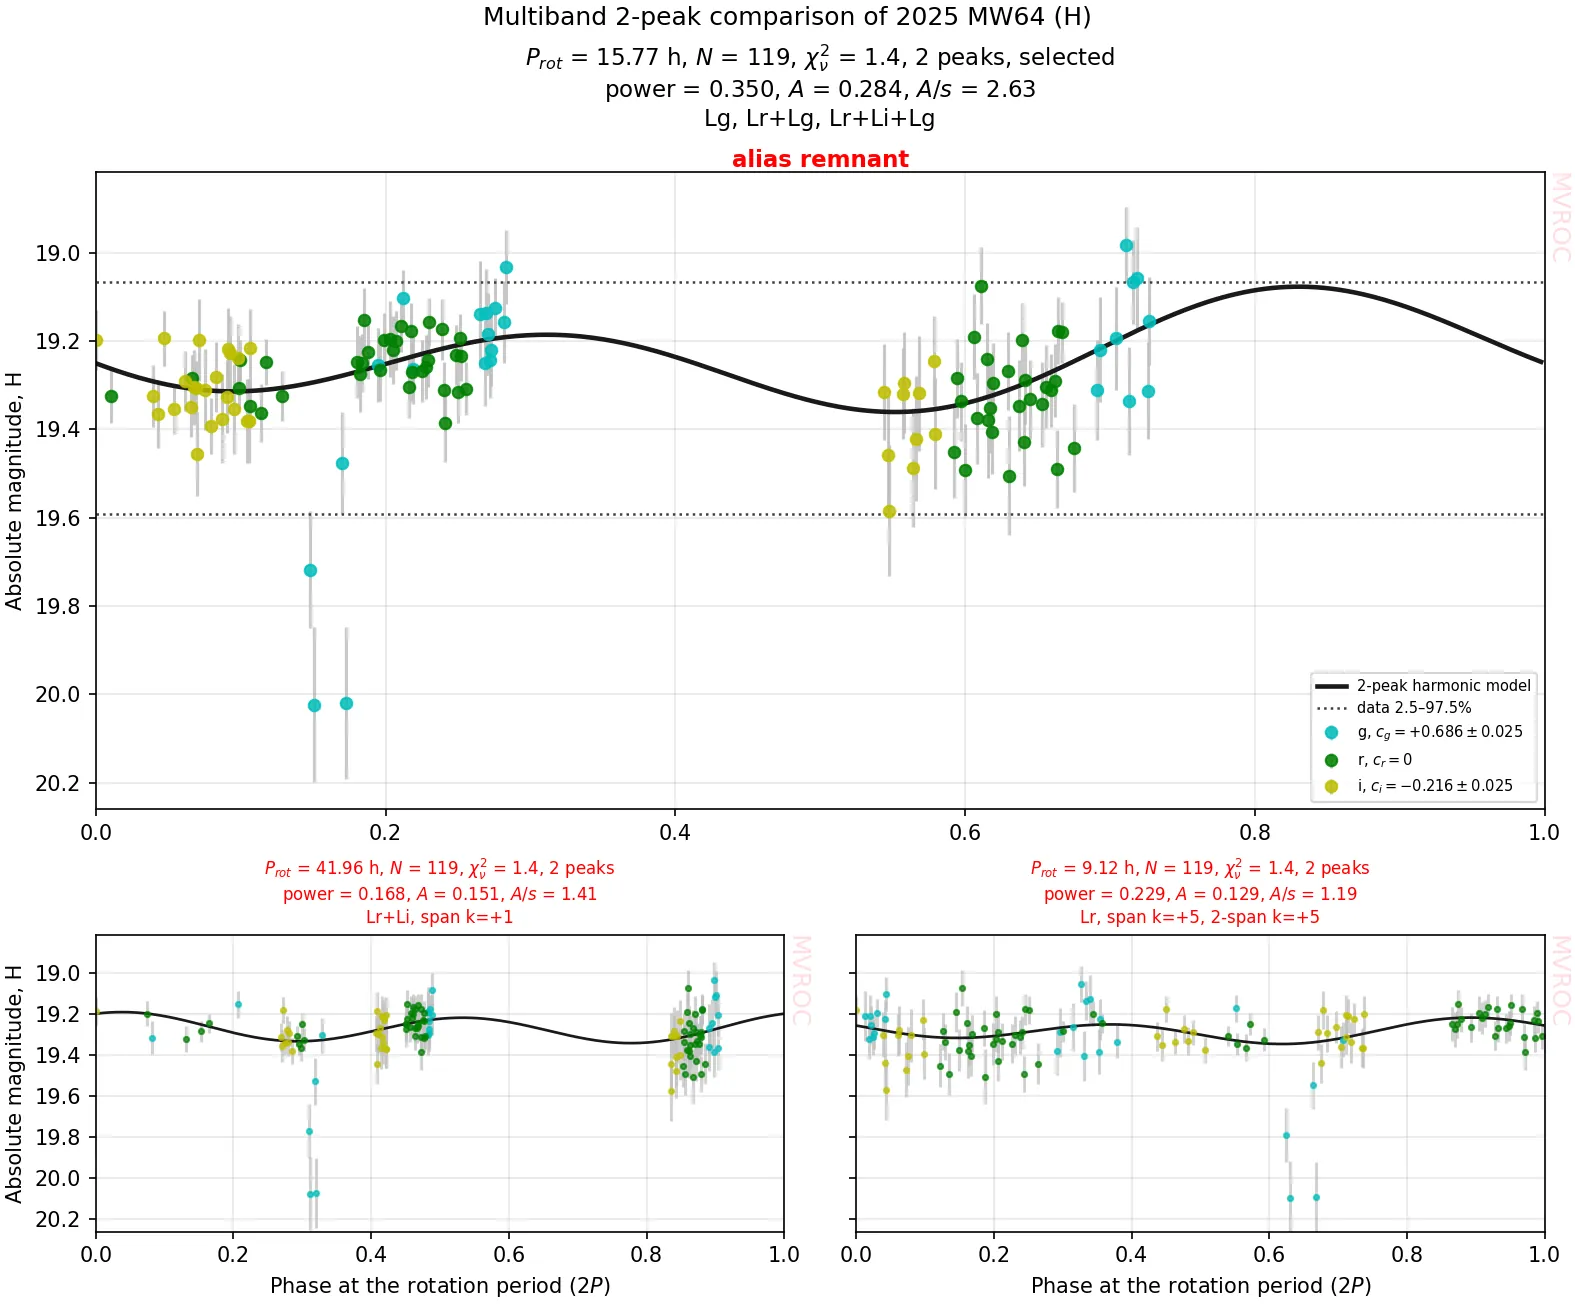 Multiband 2-peak comparison of 2025 MW64 (H)
P_rot = 15.77 h, N = 119, χ²_ν = 1.4, 2 peaks, selected
power = 0.350, A = 0.284, A/s = 2.63
Lg, Lr+Lg, Lr+Li+Lg
alias remnant
MVROC
Absolute magnitude, H
19.0
19.2
19.4
19.6
19.8
20.0
20.2
2-peak harmonic model
data 2.5–97.5%
g, c_g = +0.686 ± 0.025
r, c_r = 0
i, c_i = −0.216 ± 0.025
0.0 0.2 0.4 0.6 0.8 1.0
P_rot = 41.96 h, N = 119, χ²_ν = 1.4, 2 peaks
power = 0.168, A = 0.151, A/s = 1.41
Lr+Li, span k=+1
MVROC
Absolute magnitude, H
19.0
19.2
19.4
19.6
19.8
20.0
20.2
0.0 0.2 0.4 0.6 0.8 1.0
Phase at the rotation period (2P)
P_rot = 9.12 h, N = 119, χ²_ν = 1.4, 2 peaks
power = 0.229, A = 0.129, A/s = 1.19
Lr, span k=+5, 2-span k=+5
MVROC
0.0 0.2 0.4 0.6 0.8 1.0
Phase at the rotation period (2P)